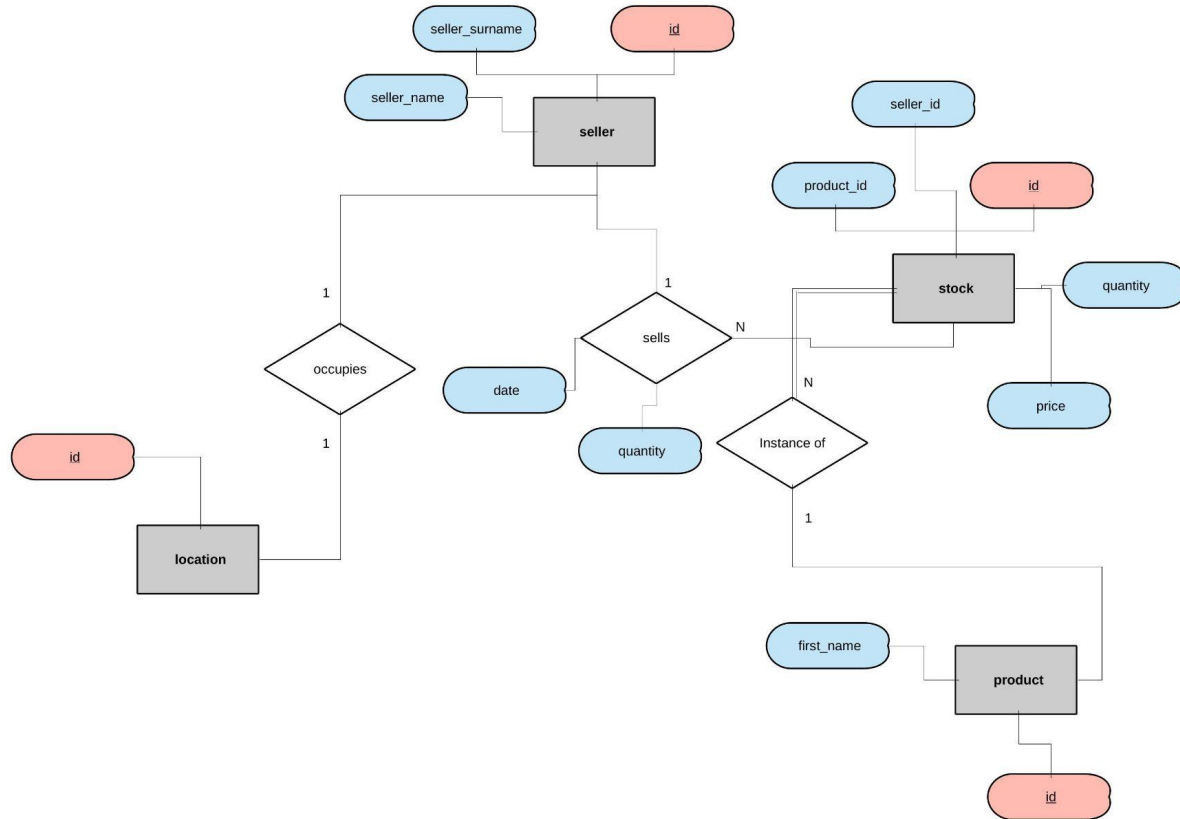 seller_surname
id
seller_name
seller
seller_id
product_id
id
stock
quantity
price
1
1
occupies
sells
N
date
quantity
N
Instance of
1
id
1
location
first_name
product
id